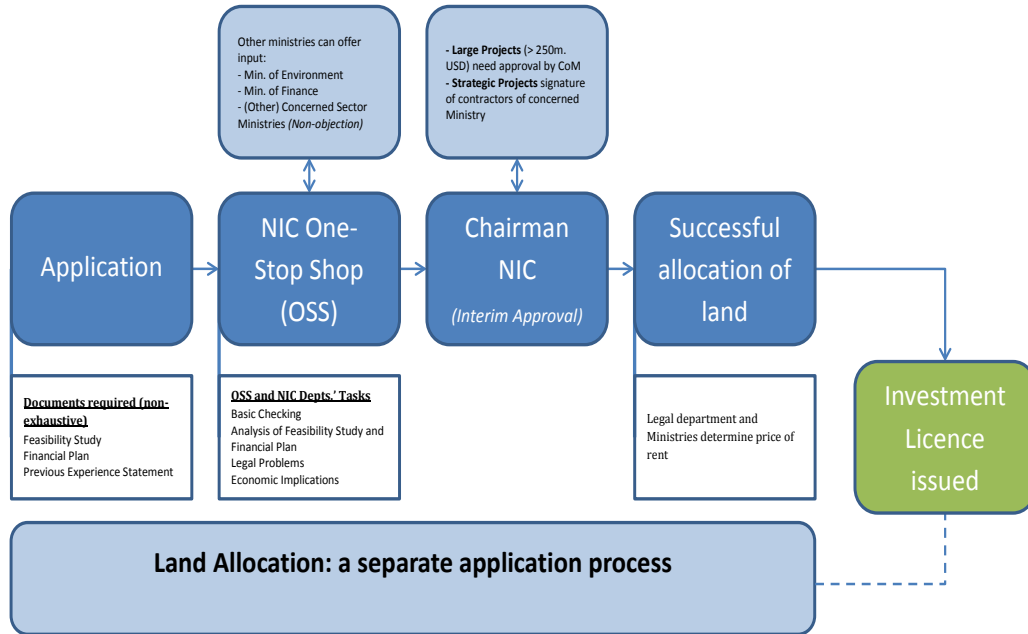 Other ministries can offer
input:
- Min. of Environment
- Min. of Finance
- (Other) Concerned Sector
Ministries (Non-objection)
- Large Projects (> 250m.
USD) need approval by CoM
- Strategic Projects signature
of contractors of concerned
Ministry
Application
NIC One-
Stop Shop
(OSS)
Chairman
NIC
(Interim Approval)
Successful
allocation of
land
Documents required (non-
exhaustive)
Feasibility Study
Financial Plan
Previous Experience Statement
OSS and NIC Depts.' Tasks
Basic Checking
Analysis of Feasibility Study and
Financial Plan
Legal Problems
Economic Implications
Legal department and
Ministries determine price of
rent
Investment
Licence
issued
Land Allocation: a separate application process